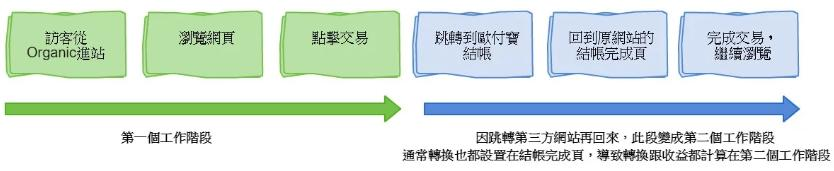 訪客從
Organic進站
瀏覽網頁
點擊交易
跳轉到歐付寶
結帳
回到原網站的
結帳完成頁
完成交易，
繼續瀏覽
第一個工作階段
因跳轉第三方網站再回來，此段變成第二個工作階段
通常轉換也都設置在結帳完成頁，導致轉換跟收益都計算在第二個工作階段